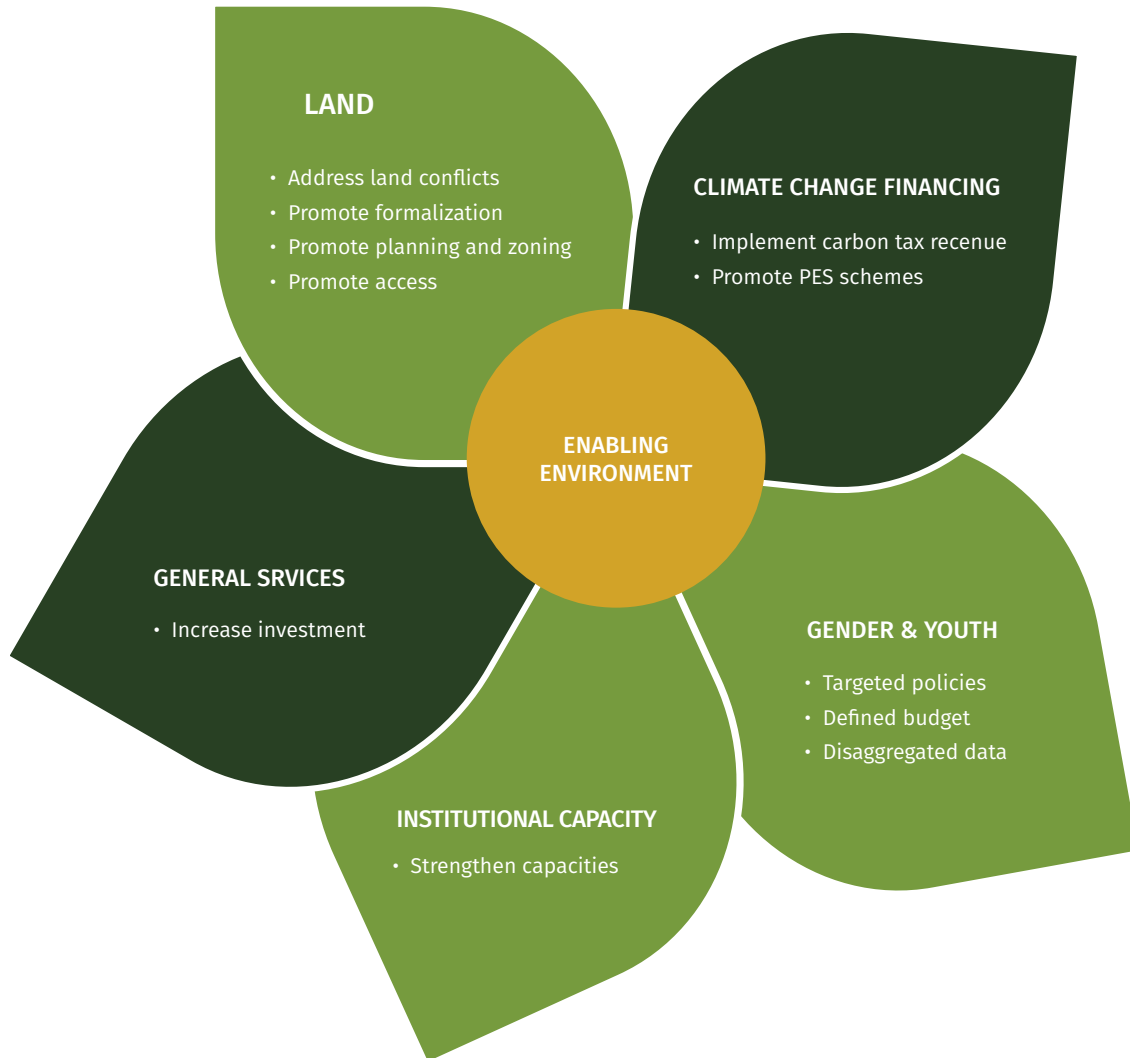 LAND
• Address land conflicts
• Promote formalization
• Promote planning and zoning
• Promote access
CLIMATE CHANGE FINANCING
• Implement carbon tax recenue
• Promote PES schemes
ENABLING
ENVIRONMENT
GENERAL SRVICES
• Increase investment
GENDER & YOUTH
• Targeted policies
• Defined budget
• Disaggregated data
INSTITUTIONAL CAPACITY
• Strengthen capacities